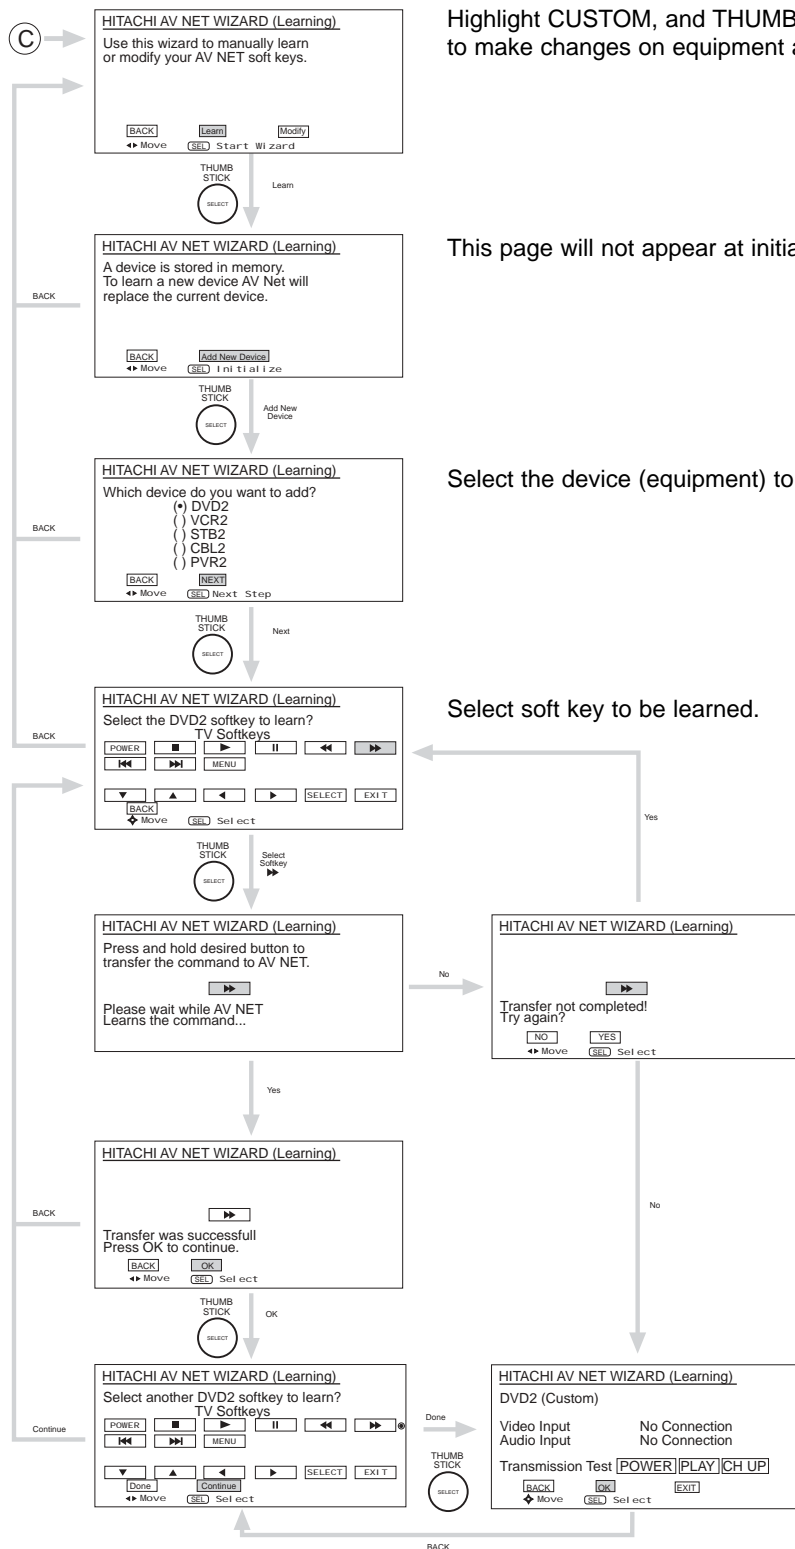 C
HITACHI AV NET WIZARD (Learning)
Use this wizard to manually learn
or modify your AV NET soft keys.
BACK Learn Modify
Move SEL Start Wizard
Highlight CUSTOM, and THUMB
to make changes on equipment a
THUMB
STICK
SELECT
Learn
HITACHI AV NET WIZARD (Learning)
A device is stored in memory.
To learn a new device AV Net will
replace the current device.
BACK Add New Device
Move SEL Initialize
This page will not appear at initia
BACK
THUMB
STICK
SELECT
Add New
Device
HITACHI AV NET WIZARD (Learning)
Which device do you want to add?
(•) DVD2
( ) VCR2
( ) STB2
( ) CBL2
( ) PVR2
BACK NEXT
Move SEL Next Step
Select the device (equipment) to
BACK
THUMB
STICK
SELECT
Next
HITACHI AV NET WIZARD (Learning)
Select the DVD2 softkey to learn?
TV Softkeys
POWER
MENU
SELECT EXIT
BACK
Move SEL Select
Select soft key to be learned.
BACK
Yes
THUMB
STICK
SELECT
Select
Softkey
HITACHI AV NET WIZARD (Learning)
Press and hold desired button to
transfer the command to AV NET.
Please wait while AV NET
Learns the command...
No
HITACHI AV NET WIZARD (Learning)
Transfer not completed!
Try again?
NO YES
Move SEL Select
Yes
HITACHI AV NET WIZARD (Learning)
Transfer was successfull
Press OK to continue.
BACK OK
Move SEL Select
BACK
No
THUMB
STICK
SELECT
OK
HITACHI AV NET WIZARD (Learning)
Select another DVD2 softkey to learn?
TV Softkeys
POWER
MENU
SELECT EXIT
Done Continue
Move SEL Select
Continue
Done
THUMB
STICK
SELECT
HITACHI AV NET WIZARD (Learning)
DVD2 (Custom)
Video Input No Connection
Audio Input No Connection
Transmission Test POWER PLAY CH UP
BACK OK EXIT
Move SEL Select
BACK